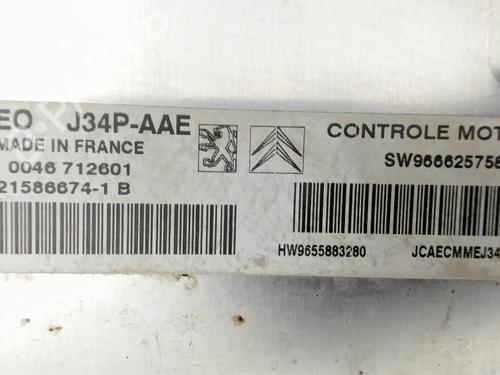 EO J34P-AAE
MADE IN FRANCE
0046 712601
21586674-1 B
CONTROLE MOT
SW966625758
HW9655883280
JCAECMMEJ34